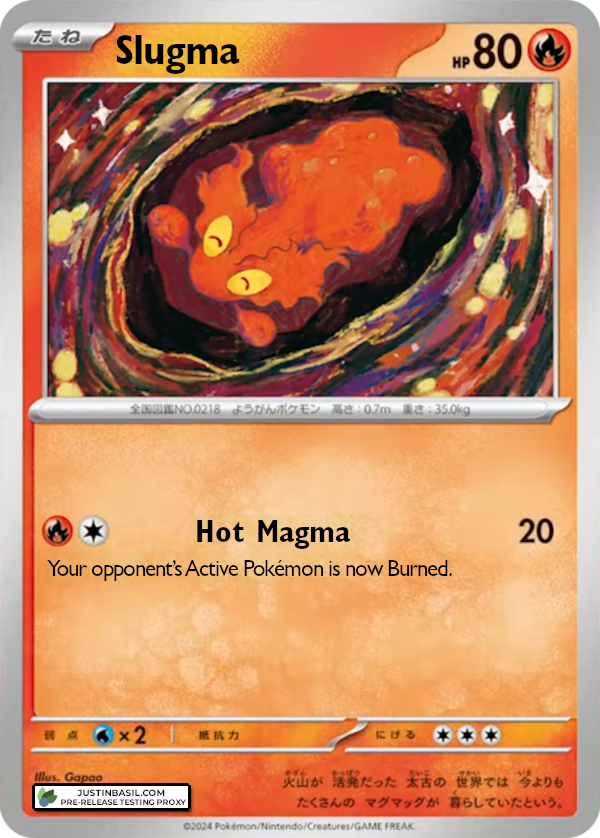 たね
Slugma
HP 80
全国図鑑NO.0218 ようがんポケモン 高さ:0.7m 重さ:35.0kg
Hot Magma 20
Your opponent's Active Pokémon is now Burned.
弱点 ×2 抵抗力 にげる
Illus. Gapao
JUSTINBASIL.COM
PRE-RELEASE TESTING PROXY
火山が 活発だった 太古の 世界では 今よりも
たくさんの マグマッグが 暮らしていたという。
©2024 Pokémon/Nintendo/Creatures/GAME FREAK.